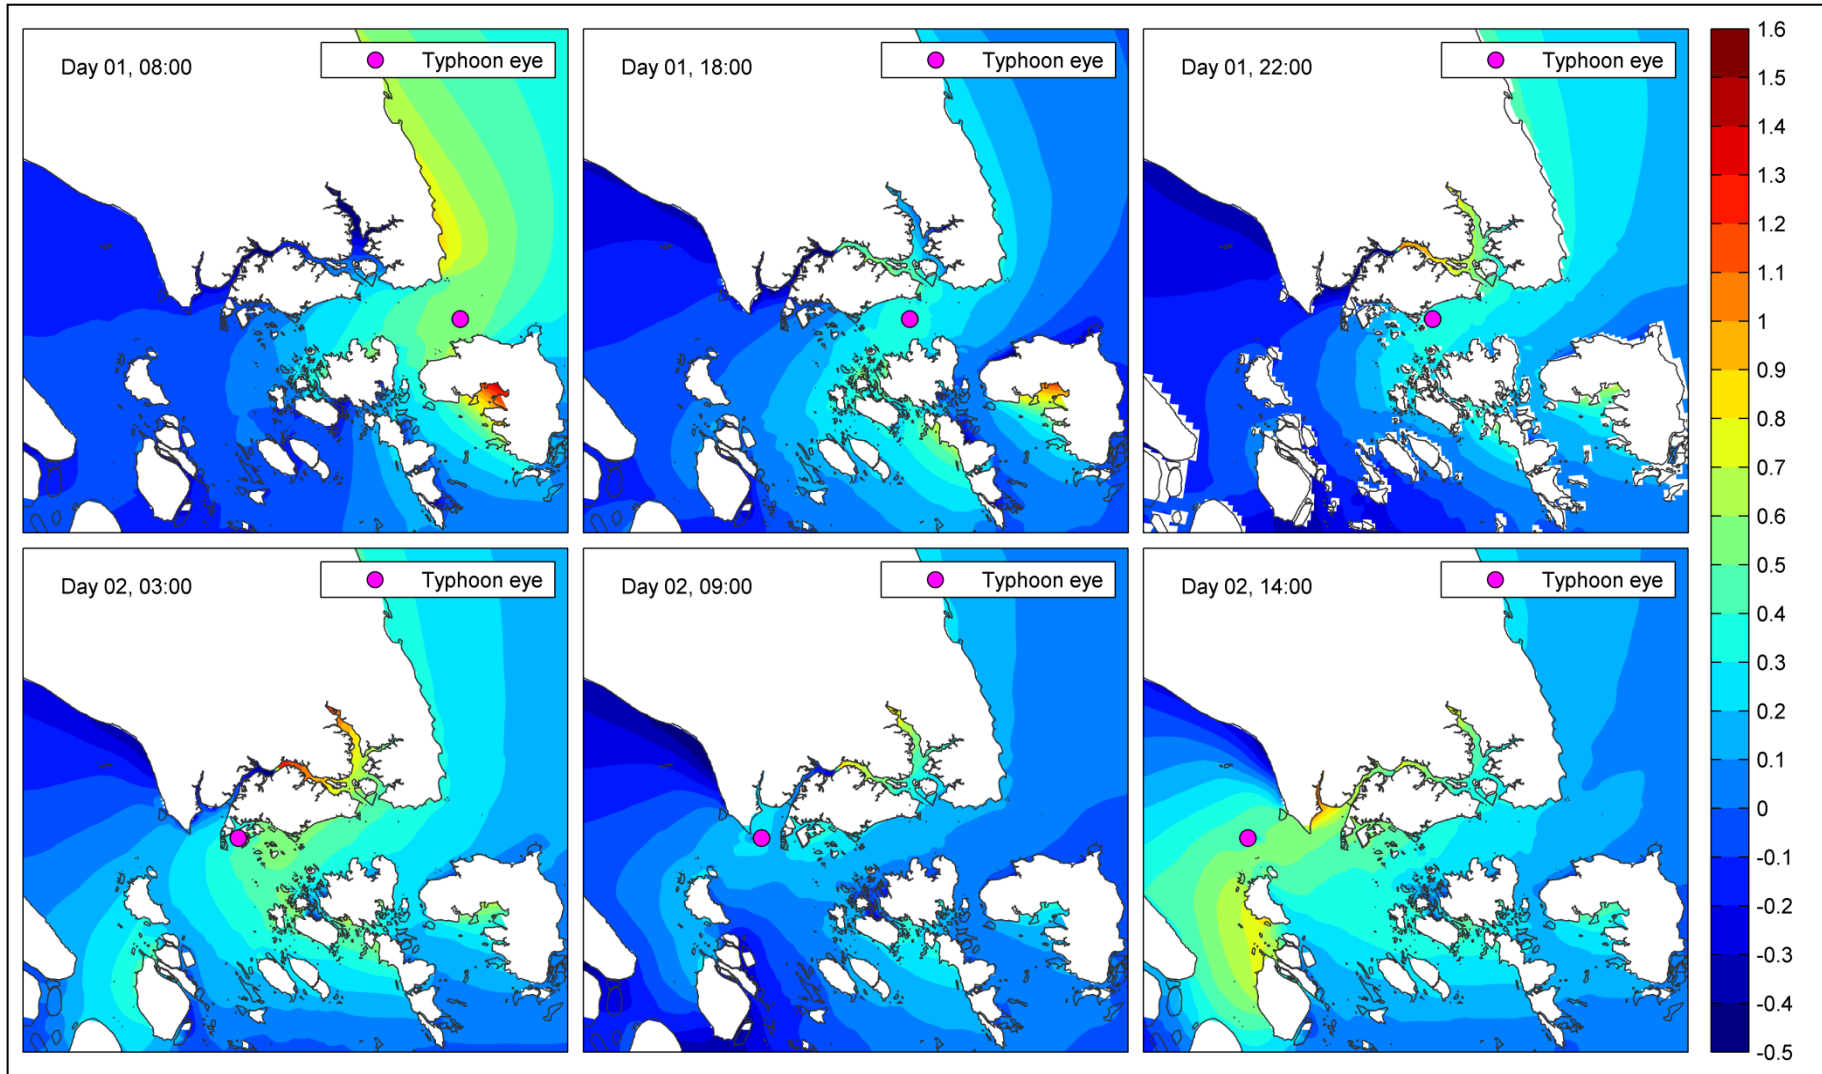 Day 01, 08:00
Typhoon eye
Day 01, 18:00
Typhoon eye
Day 01, 22:00
Typhoon eye
Day 02, 03:00
Typhoon eye
Day 02, 09:00
Typhoon eye
Day 02, 14:00
Typhoon eye
1.6
1.5
1.4
1.3
1.2
1.1
1
0.9
0.8
0.7
0.6
0.5
0.4
0.3
0.2
0.1
0
-0.1
-0.2
-0.3
-0.4
-0.5